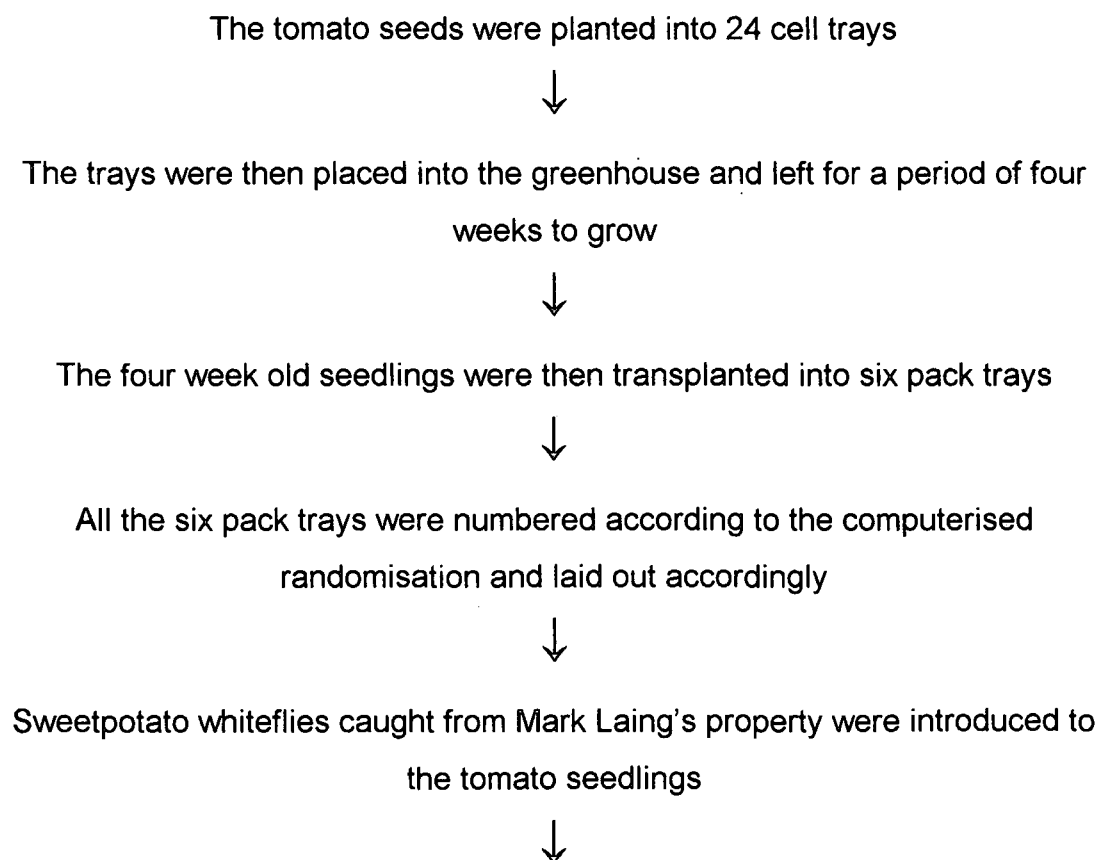 The tomato seeds were planted into 24 cell trays
↓
The trays were then placed into the greenhouse and left for a period of four
weeks to grow
↓
The four week old seedlings were then transplanted into six pack trays
↓
All the six pack trays were numbered according to the computerised
randomisation and laid out accordingly
↓
Sweetpotato whiteflies caught from Mark Laing's property were introduced to
the tomato seedlings
↓